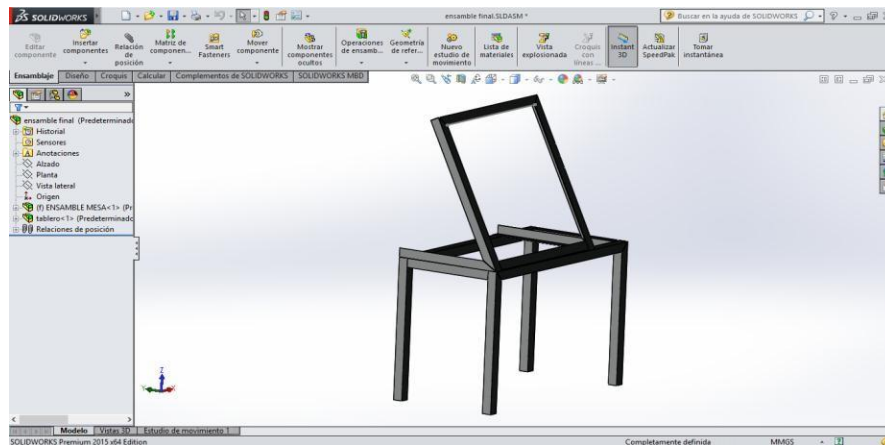 SOLIDWORKS
ensamble final.SLDASM *
Buscar en la ayuda de SOLIDWORKS
Editar componente
Insertar componentes
Relación de posición
Matriz de componen...
Smart Fasteners
Mover componente
Mostrar componentes ocultos
Operaciones de ensamb...
Geometría de refer...
Nuevo estudio de movimiento
Lista de materiales
Vista explosionada
Croquis con líneas ...
Instant 3D
Actualizar SpeedPak
Tomar instantánea
Ensamblaje Diseño Croquis Calcular Complementos de SOLIDWORKS SOLIDWORKS MBD
ensamble final (Predeterminad
Historial
Sensores
Anotaciones
Alzado
Planta
Vista lateral
Origen
(f) ENSAMBLE MESA<1> (Pr
tablero<1> (Predeterminad
Relaciones de posición
Z
Modelo Vistas 3D Estudio de movimiento 1
SOLIDWORKS Premium 2015 x64 Edition Completamente definida MMGS